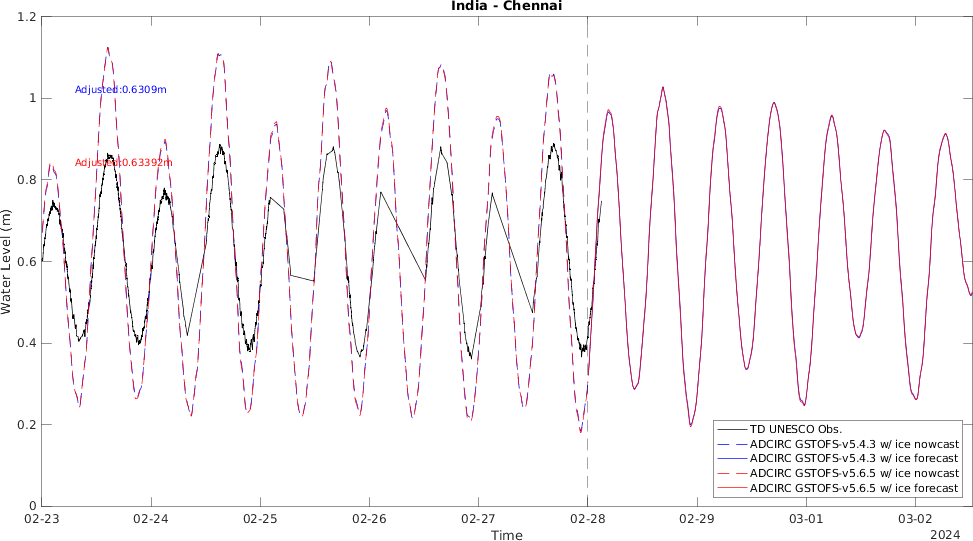 India - Chennai
1.2
1
0.8
0.6
0.4
0.2
0
Water Level (m)
Adjusted:0.6309m
Adjusted:0.63392m
TD UNESCO Obs.
ADCIRC GSTOFS-v5.4.3 w/ ice nowcast
ADCIRC GSTOFS-v5.4.3 w/ ice forecast
ADCIRC GSTOFS-v5.6.5 w/ ice nowcast
ADCIRC GSTOFS-v5.6.5 w/ ice forecast
02-23 02-24 02-25 02-26 02-27 02-28 02-29 03-01 03-02
Time
2024